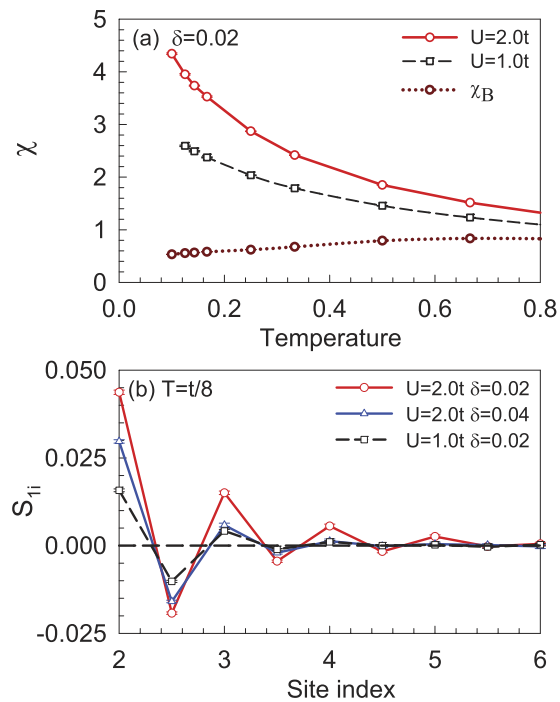 (a) δ=0.02
U=2.0t
U=1.0t
χB
5
4
3
2
1
0
χ
0.0 0.2 0.4 0.6 0.8
Temperature
(b) T=t/8
U=2.0t δ=0.02
U=2.0t δ=0.04
U=1.0t δ=0.02
0.050
0.025
0.000
-0.025
S1i
2 3 4 5 6
Site index